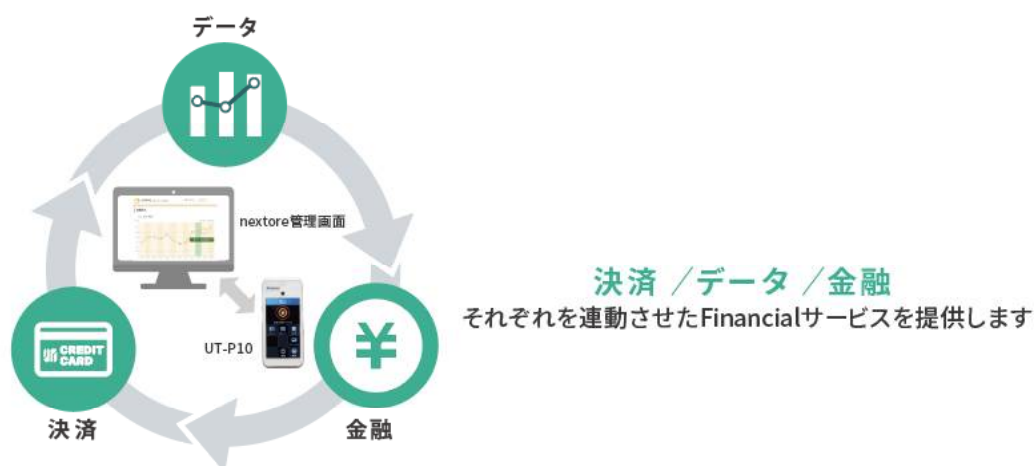 データ
nextore管理画面
UT-P10
CREDIT
CARD
決済
金融
決済 ／データ ／金融
それぞれを連動させたFinancialサービスを提供します